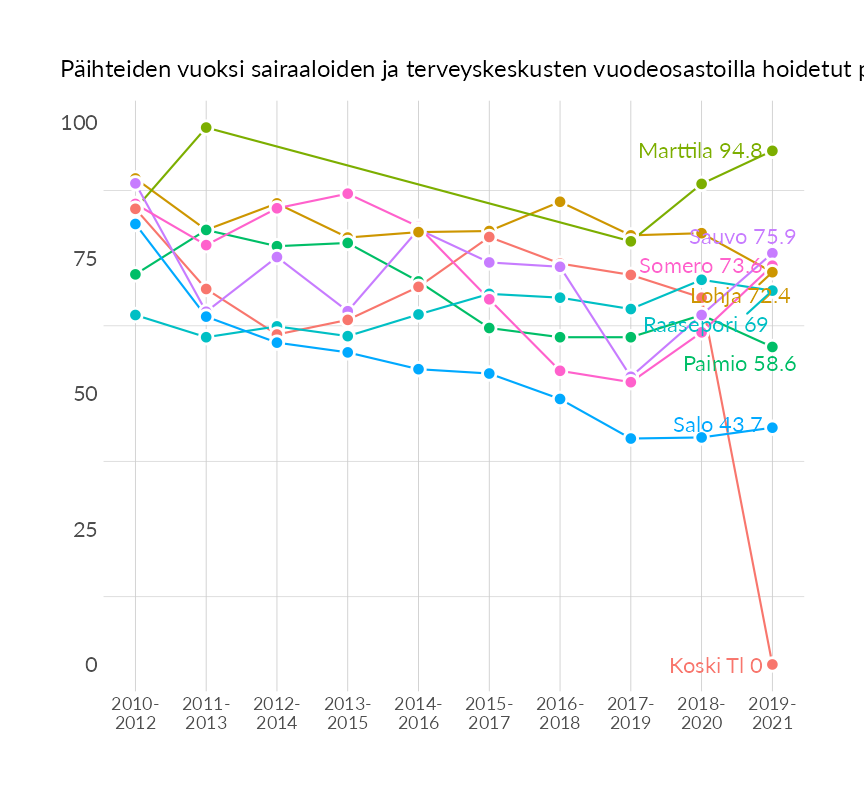 Päihteiden vuoksi sairaaloiden ja terveyskeskusten vuodeosastoilla hoidetut
100
75
50
25
0
Marttila 94.8
Sauvo 75.9
Somero 73.6
Lohja 72.4
Raasepori 69
Paimio 58.6
Salo 43.7
Koski Tl 0
2010-
2012
2011-
2013
2012-
2014
2013-
2015
2014-
2016
2015-
2017
2016-
2018
2017-
2019
2018-
2020
2019-
2021